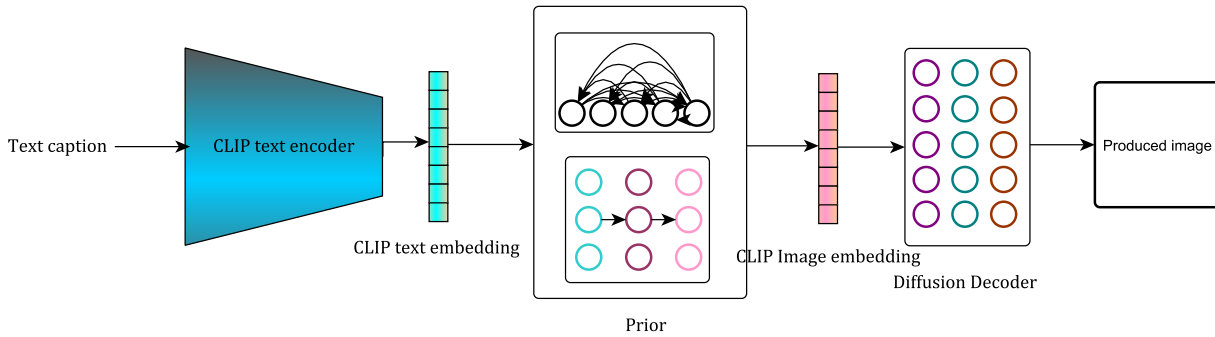 Text caption
CLIP text encoder
CLIP text embedding
Prior
CLIP Image embedding
Diffusion Decoder
Produced image